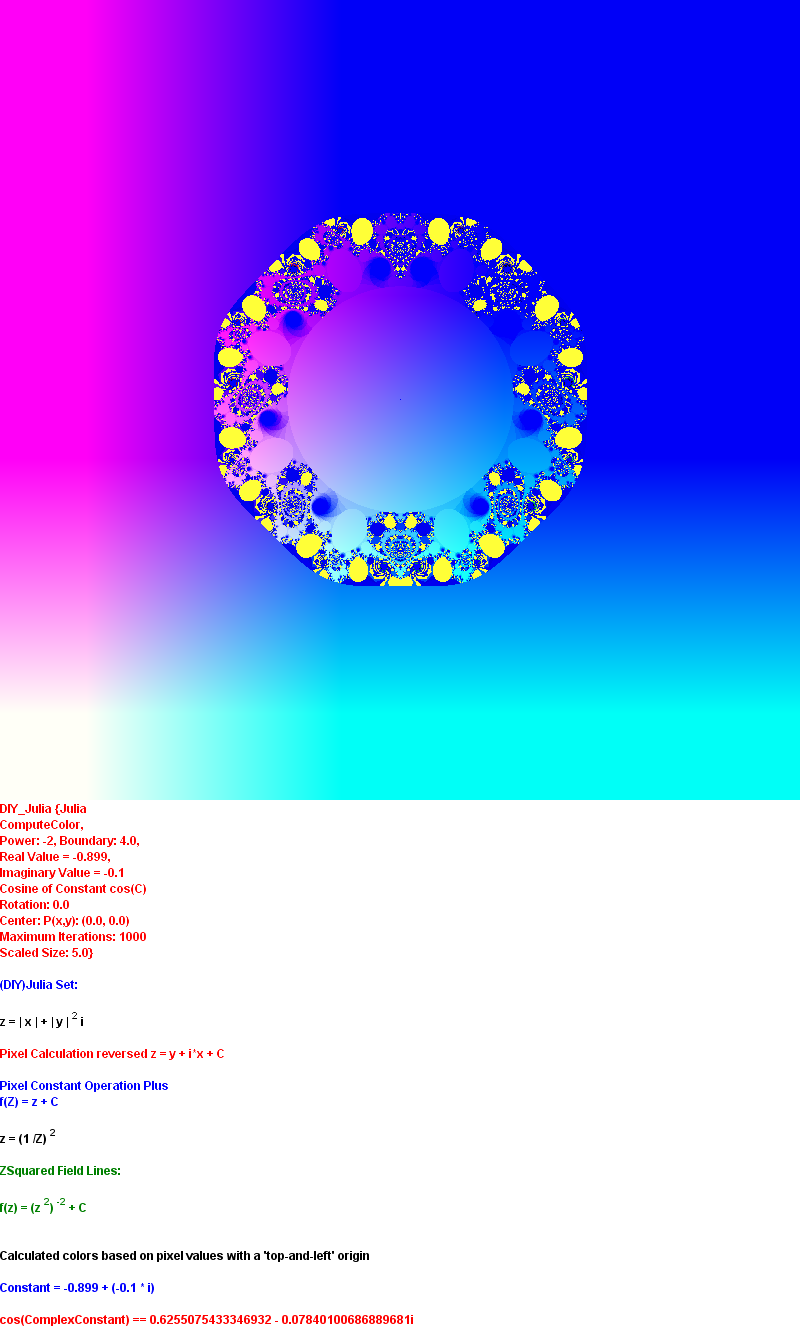 DIY_Julia {Julia
ComputeColor,
Power: -2, Boundary: 4.0,
Real Value = -0.899,
Imaginary Value = -0.1
Cosine of Constant cos(C)
Rotation: 0.0
Center: P(x,y): (0.0, 0.0)
Maximum Iterations: 1000
Scaled Size: 5.0}
(DIY)Julia Set:
z = | x | + | y | 2 i
Pixel Calculation reversed z = y + i*x + C
Pixel Constant Operation Plus
f(Z) = z + C
z = (1 /Z) 2
ZSquared Field Lines:
f(z) = (z 2) -2 + C
Calculated colors based on pixel values with a 'top-and-left' origin
Constant = -0.899 + (-0.1 * i)
cos(ComplexConstant) == 0.6255075433346932 - 0.07840100686889681i